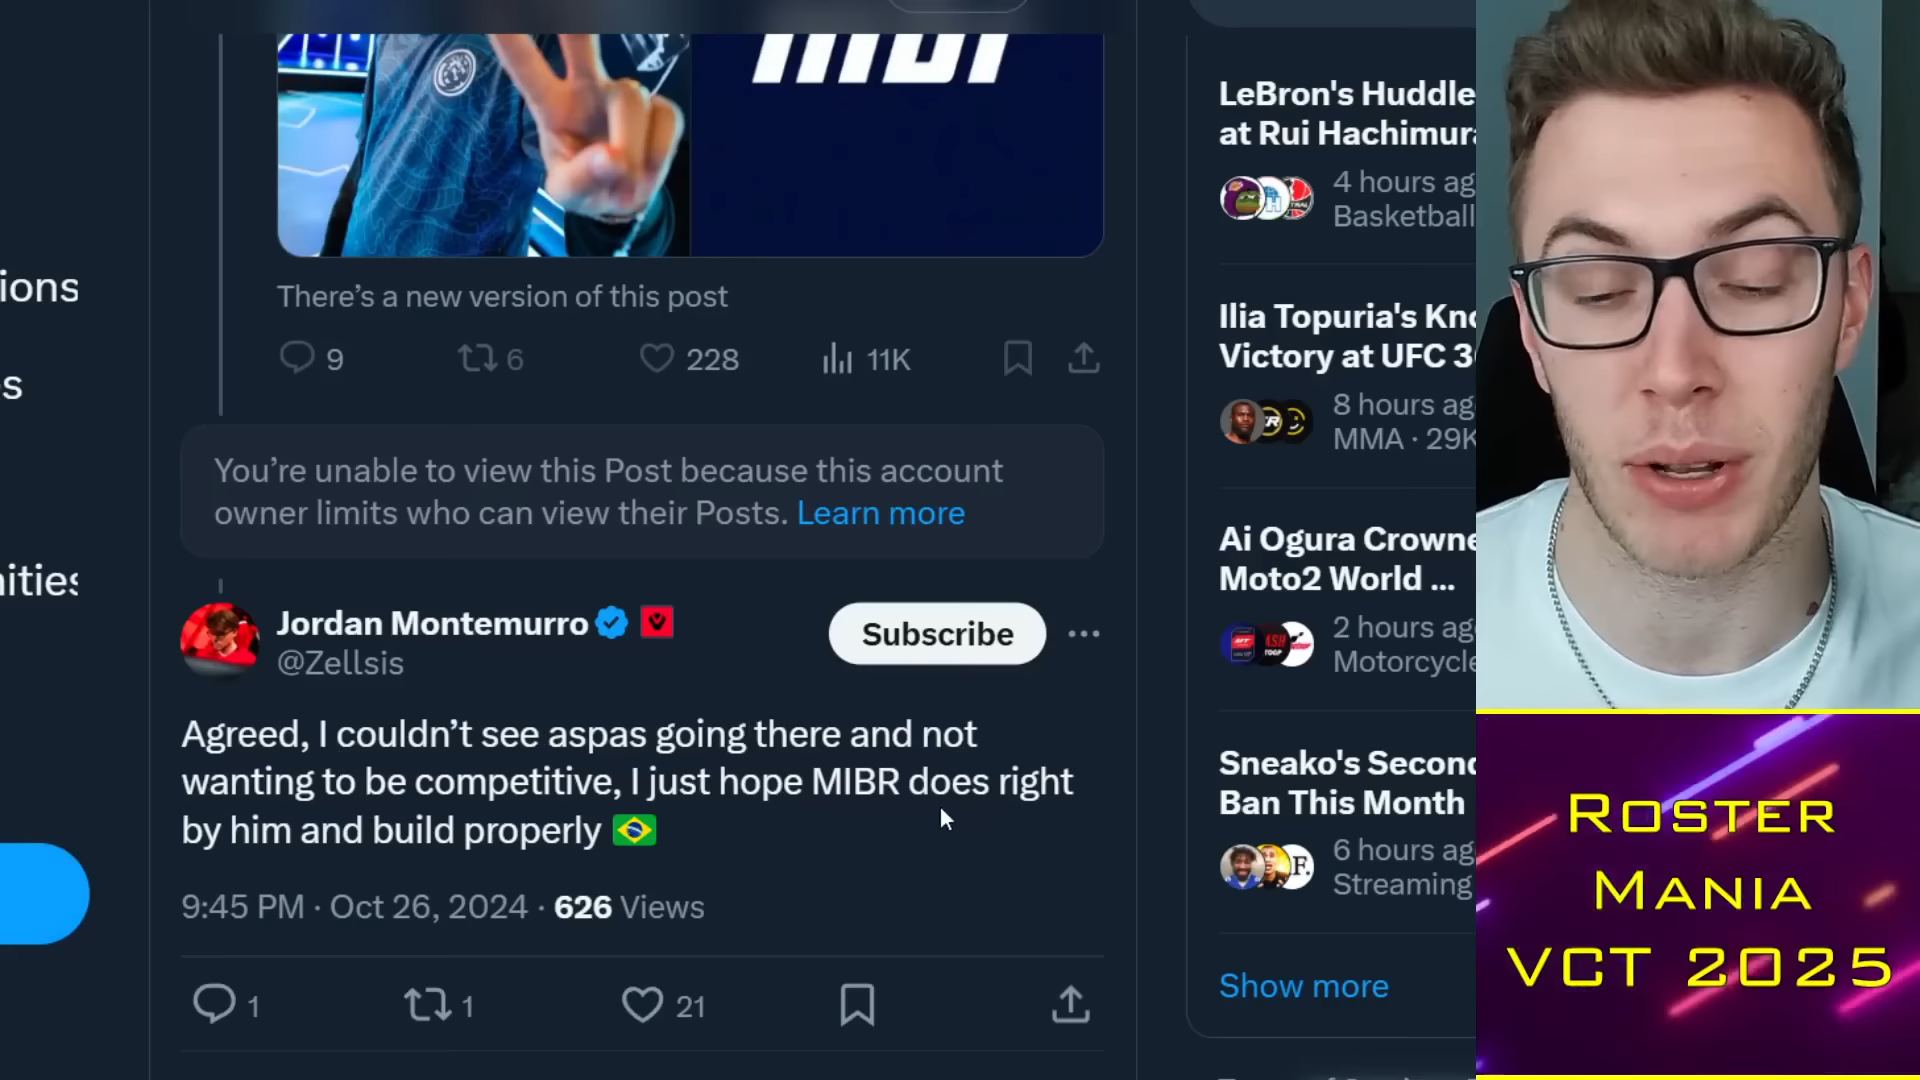 mibr
There's a new version of this post
9 6 228 11K
You're unable to view this Post because this account
owner limits who can view their Posts. Learn more
Jordan Montemurro
@Zellsis
Subscribe
Agreed, I couldn't see aspas going there and not
wanting to be competitive, I just hope MIBR does right
by him and build properly
9:45 PM · Oct 26, 2024 · 626 Views
1 1 21
ions
s
nities
LeBron's Huddle
at Rui Hachimura
4 hours ag
Basketball
Ilia Topuria's Kno
Victory at UFC 3
8 hours ag
MMA · 29K
Ai Ogura Crowne
Moto2 World ...
2 hours ag
Motorcycle
Sneako's Second
Ban This Month
6 hours ag
Streaming
Show more
ROSTER
MANIA
VCT 2025